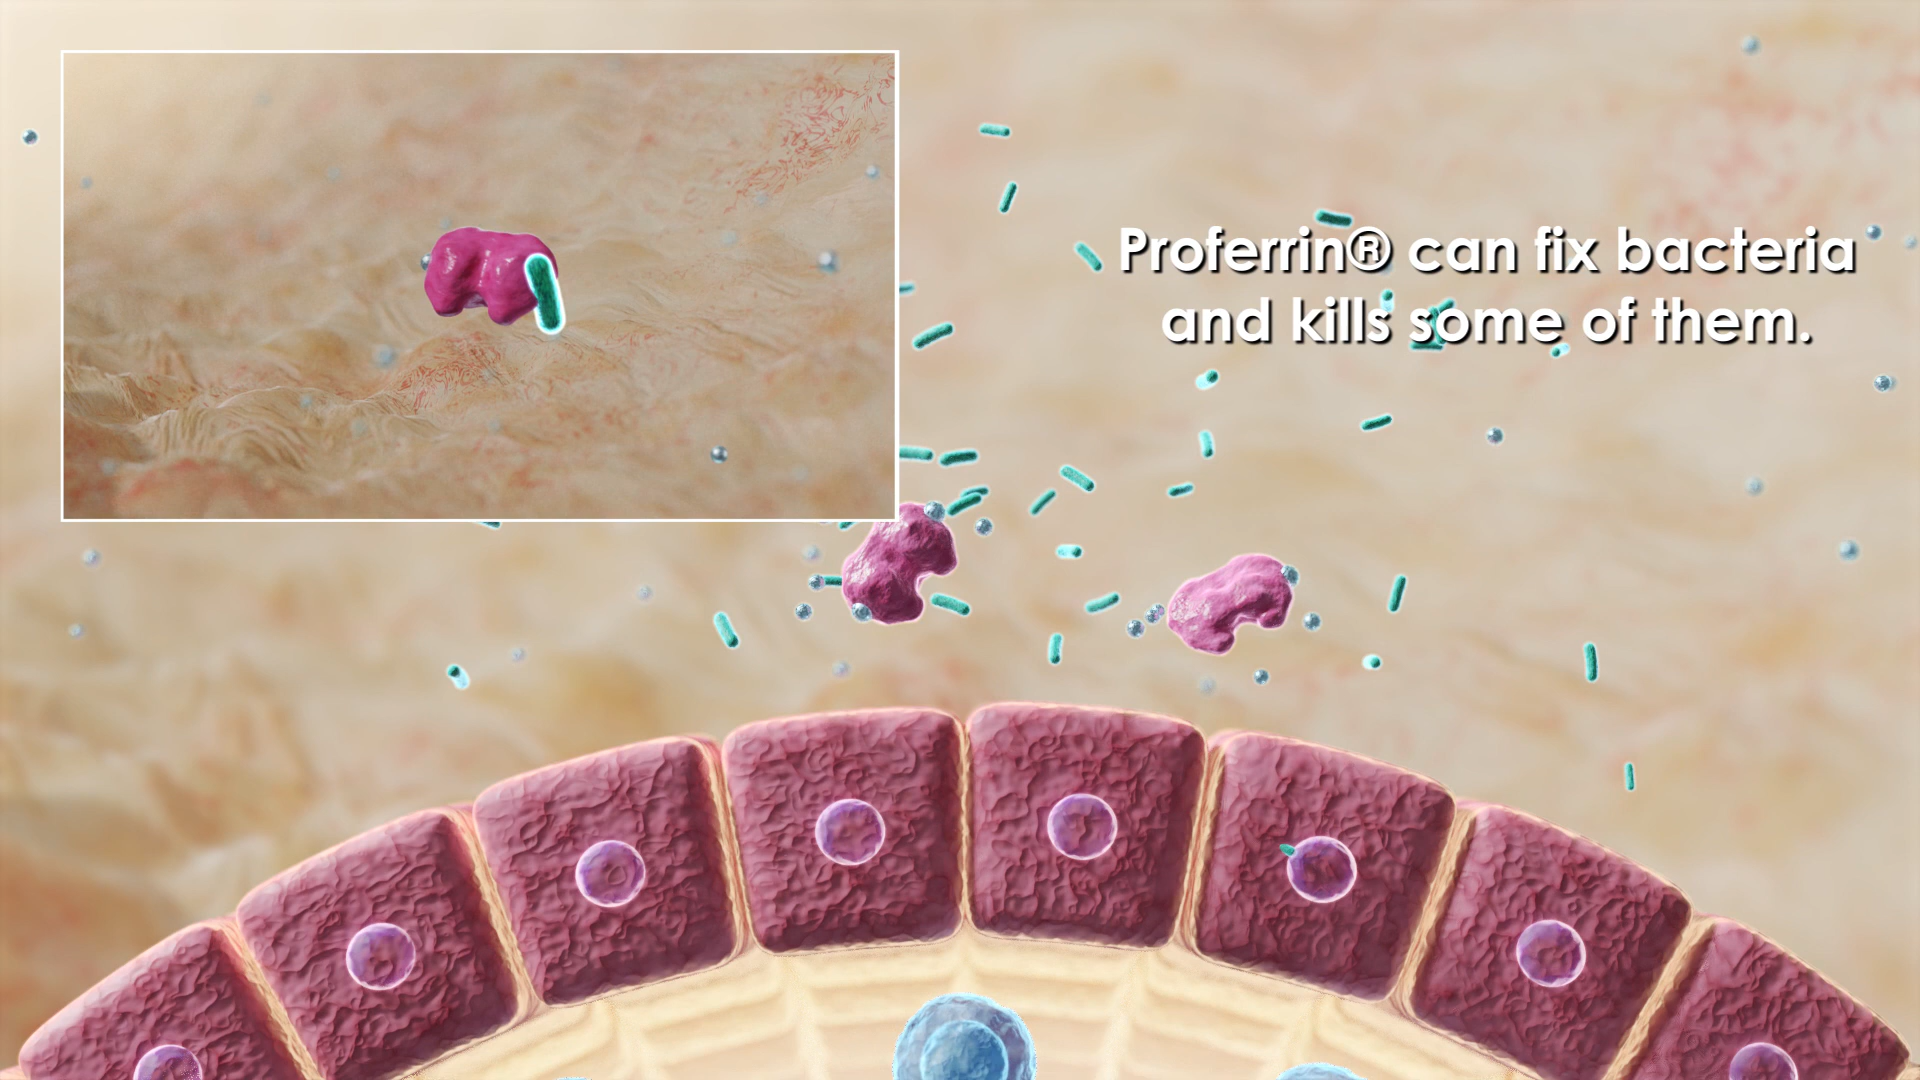 Proferrin® can fix bacteria
and kills some of them.